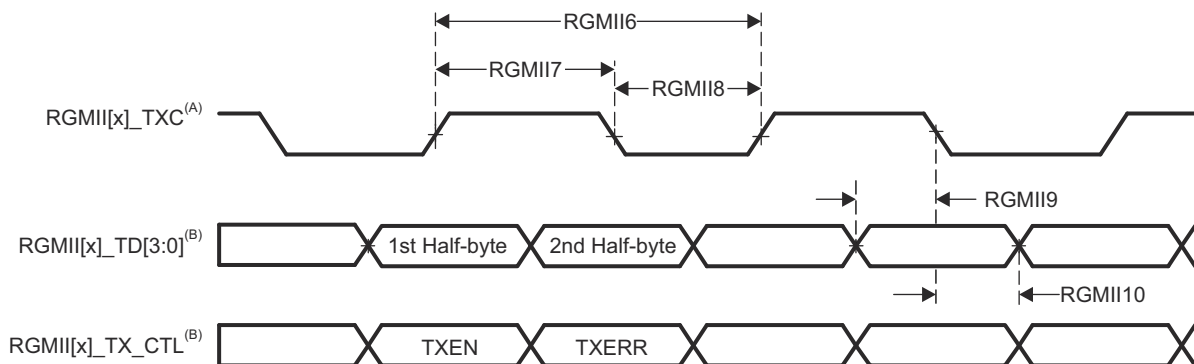 RGMII6
RGMII7
RGMII8
RGMII[x]_TXC(A)
RGMII9
RGMII[x]_TD[3:0](B)
1st Half-byte
2nd Half-byte
RGMII10
RGMII[x]_TX_CTL(B)
TXEN
TXERR